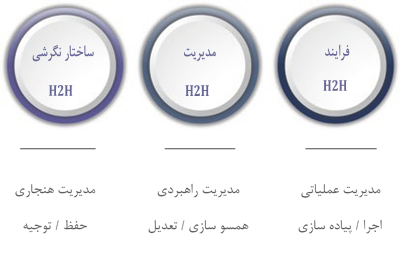 فرایند
H2H
مدیریت
H2H
ساختار نگرشی
H2H
مدیریت عملیاتی
اجرا / پیاده سازی
مدیریت راهبردی
همسو سازی / تعدیل
مدیریت هنجاری
حفظ / توجیه